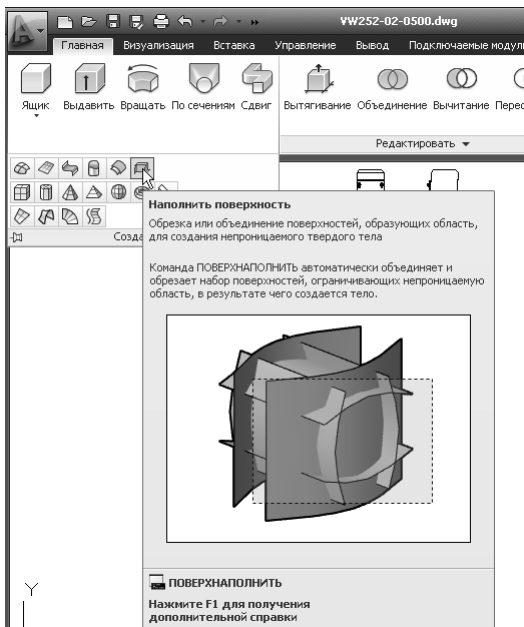 VW252-02-0500.dwg
Главная Визуализация Вставка Управление Вывод Подключаемые модули
Ящик Выдавить Вращать По сечениям Сдвиг Вытягивание Объединение Вычитание Перес
Редактировать
Созда
Наполнить поверхность
Обрезка или объединение поверхностей, образующих область,
для создания непроницаемого твердого тела
Команда ПОВЕРХНАПОЛНИТЬ автоматически объединяет и
обрезает набор поверхностей, ограничивающих непроницаемую
область, в результате чего создается тело.
ПОВЕРХНАПОЛНИТЬ
Нажмите F1 для получения
дополнительной справки
Y